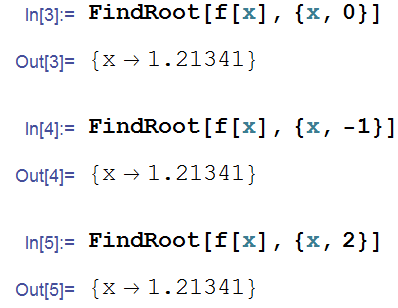 In[3]:= FindRoot[f[x], {x, 0}]
Out[3]= {x → 1.21341}
In[4]:= FindRoot[f[x], {x, -1}]
Out[4]= {x → 1.21341}
In[5]:= FindRoot[f[x], {x, 2}]
Out[5]= {x → 1.21341}